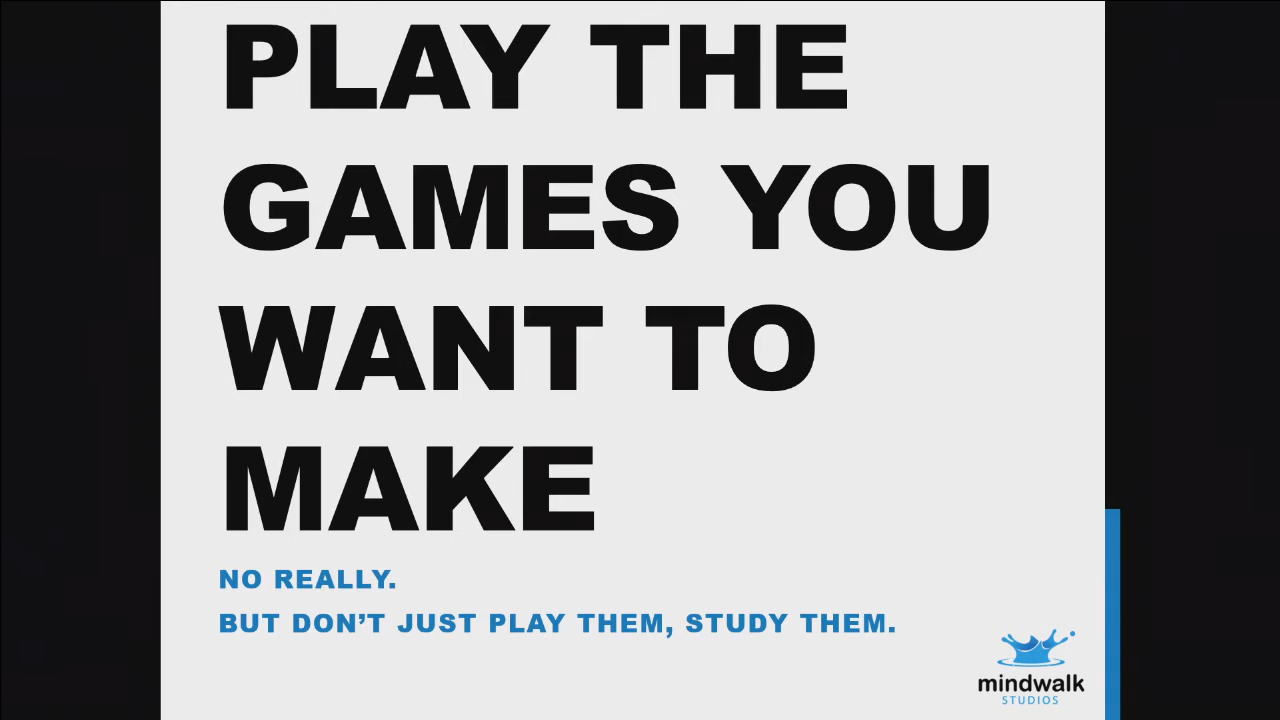 PLAY THE
GAMES YOU
WANT TO
MAKE
NO REALLY.
BUT DON’T JUST PLAY THEM, STUDY THEM.
mindwalk
STUDIOS